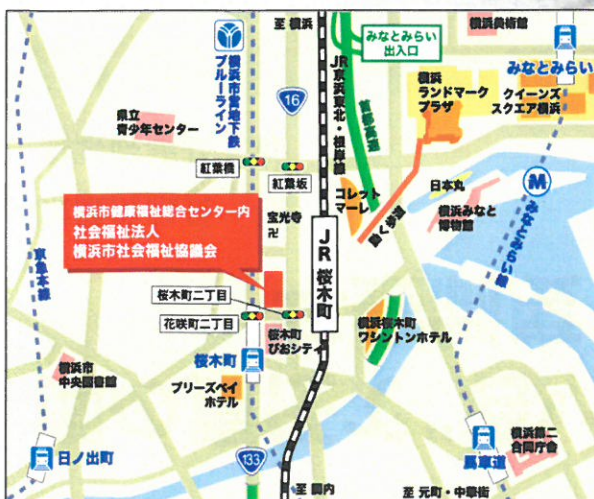 至 横浜
みなとみらい
出入口
横浜美術館
みなとみらい
横浜市営地下鉄
ブルーライン
16
JR京浜東北・根岸線
首都高速
横浜
ランドマーク
プラザ
クイーンズ
スクエア横浜
県立
青少年センター
紅葉橋
紅葉坂
コレット
マーレ
動く歩道
日本丸
横浜みなと
博物館
M
みなとみらい線
横浜市健康福祉総合センター内
社会福祉法人
横浜市社会福祉協議会
宝光寺
卍
JR 桜木町
京急本線
桜木町二丁目
花咲町二丁目
桜木町
ぴおシティ
横浜桜木町
ワシントンホテル
桜木町
ブリーズベイ
ホテル
横浜市
中央図書館
日ノ出町
133
至 関内
馬車道
横浜第二
合同庁舎
至 元町・中華街